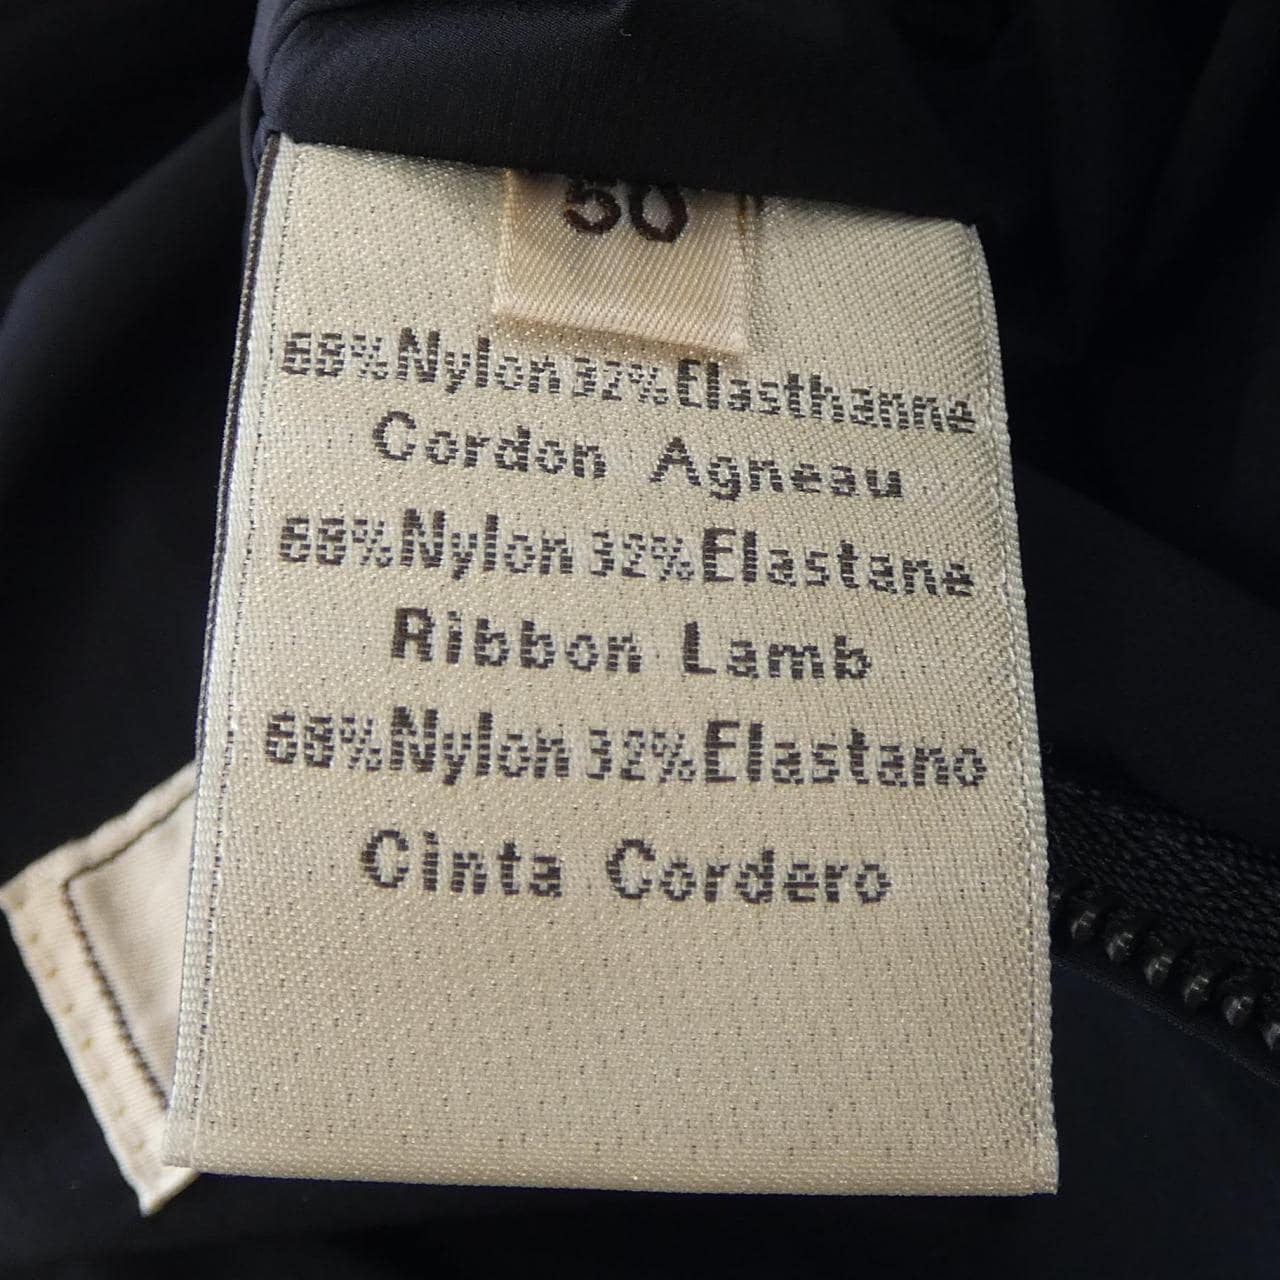 50
68%Nylon 32%Elasthanne
Cordon Agneau
68%Nylon 32%Elastane
Ribbon Lamb
68%Nylon 32%Elastano
Cinta Cordero